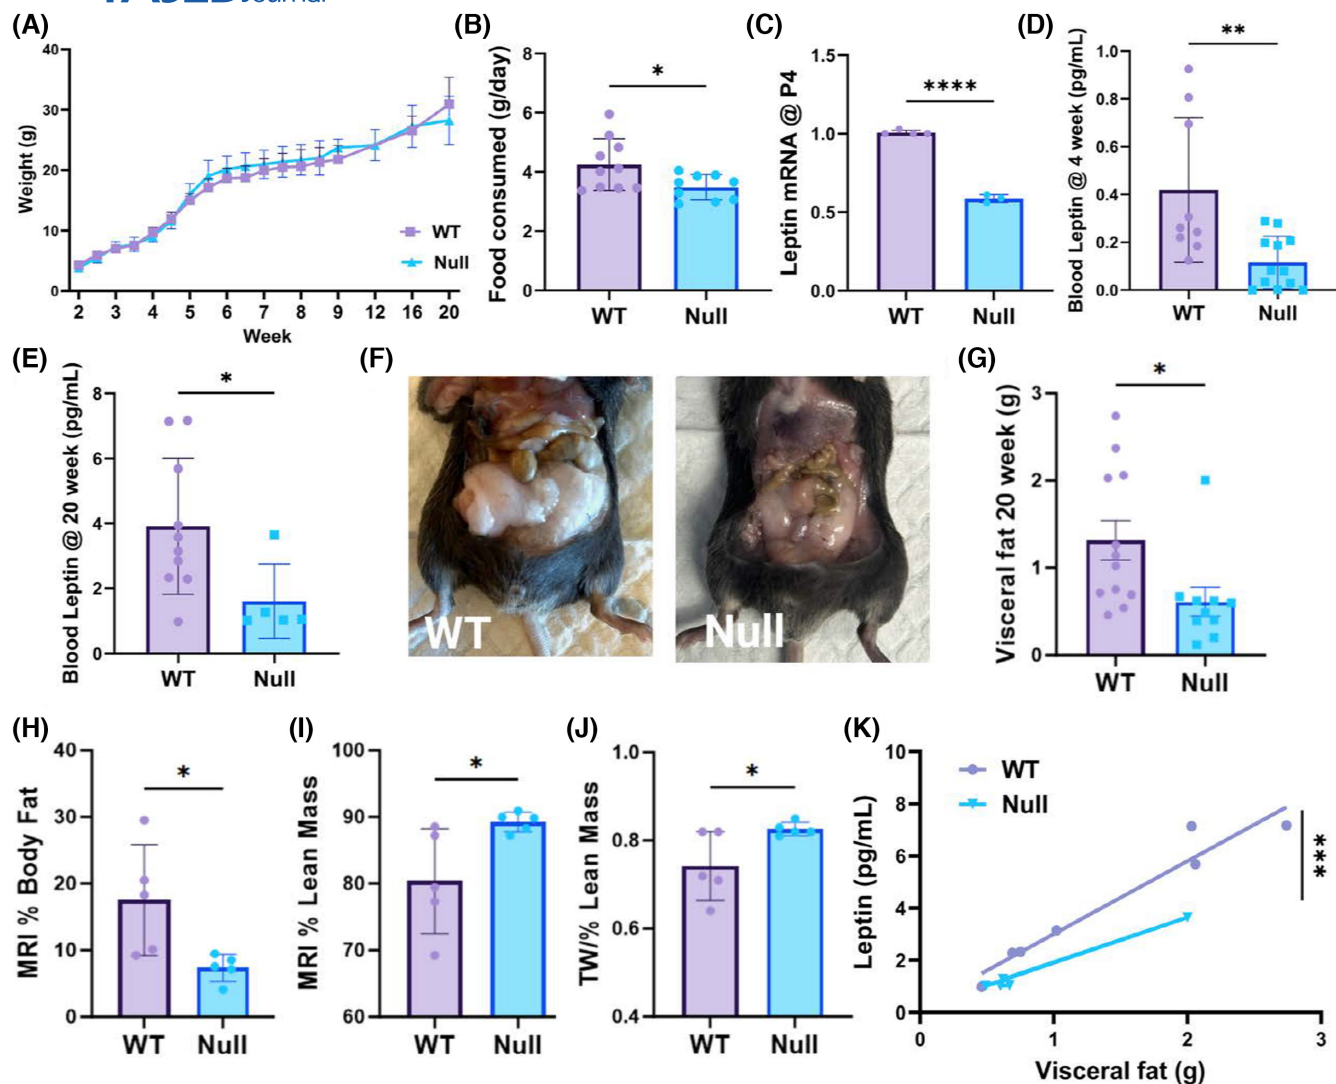 Journal
(A)
Weight (g)
40
30
20
10
0
WT
Null
2 3 4 5 6 7 8 9 12 16 20
Week
(B)
Food consumed (g/day)
8
6
4
2
0
*
WT Null
(C)
Leptin mRNA @ P4
1.5
1.0
0.5
0.0
****
WT Null
(D)
Blood Leptin @ 4 week (pg/mL)
1.0
0.8
0.6
0.4
0.2
0.0
**
WT Null
(E)
Blood Leptin @ 20 week (pg/mL)
8
6
4
2
0
*
WT Null
(F)
WT
Null
(G)
Visceral fat 20 week (g)
3
2
1
0
*
WT Null
(H)
MRI % Body Fat
40
30
20
10
0
*
WT Null
(I)
MRI % Lean Mass
100
90
80
70
60
*
WT Null
(J)
TW/% Lean Mass
1.0
0.8
0.6
0.4
*
WT Null
(K)
Leptin (pg/mL)
10
8
6
4
2
0
WT
Null
***
0 1 2 3
Visceral fat (g)